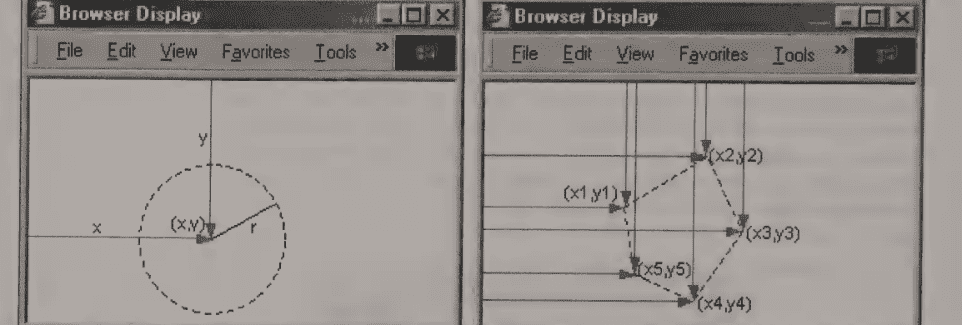 Browser Display
File Edit View Favorites Tools »
y
x
(x,y)
r
Browser Display
File Edit View Favorites Tools »
(x2,y2)
(x1,y1)
(x3,y3)
(x5,y5)
(x4,y4)